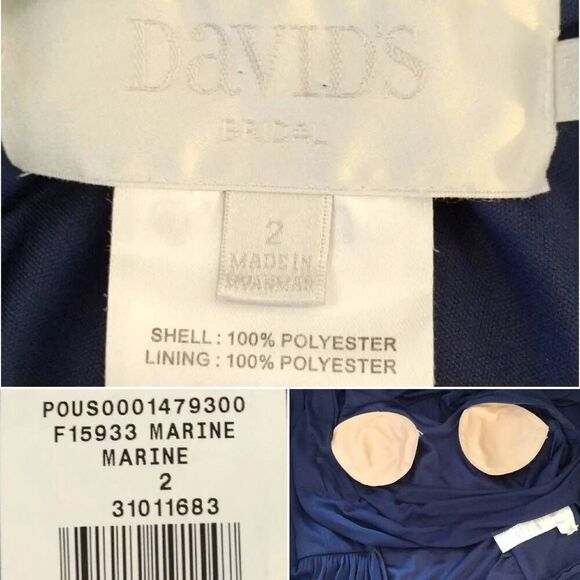 DaVID'S
BRIDAL
2
MADE IN
MYANMAR
SHELL : 100% POLYESTER
LINING : 100% POLYESTER
POUS0001479300
F15933 MARINE
MARINE
2
31011683